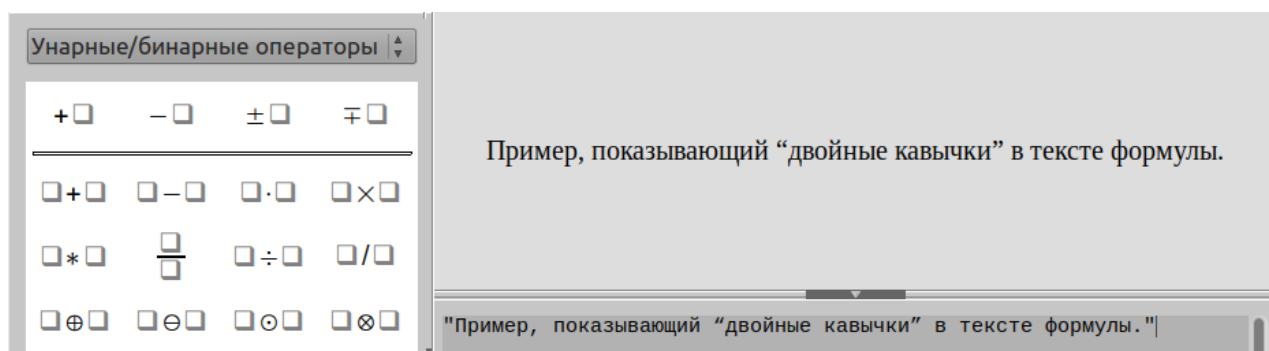 Унарные/бинарные операторы
+□ −□ ±□ ∓□
□+□ □−□ □·□ □×□
□∗□ □/□ □÷□ □/□
□⊕□ □⊖□ □⊙□ □⊗□
Пример, показывающий “двойные кавычки” в тексте формулы.
"Пример, показывающий “двойные кавычки” в тексте формулы."